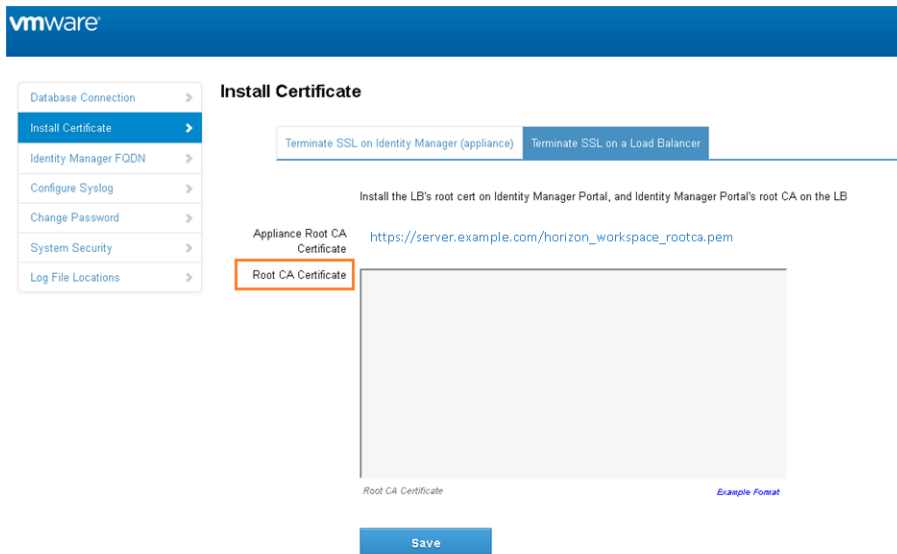 vmware
Install Certificate
Database Connection
Install Certificate
Identity Manager FQDN
Configure Syslog
Change Password
System Security
Log File Locations
Terminate SSL on Identity Manager (appliance)
Terminate SSL on a Load Balancer
Install the LB's root cert on Identity Manager Portal, and Identity Manager Portal's root CA on the LB
Appliance Root CA
Certificate
https://server.example.com/horizon_workspace_rootca.pem
Root CA Certificate
Root CA Certificate
Example Format
Save